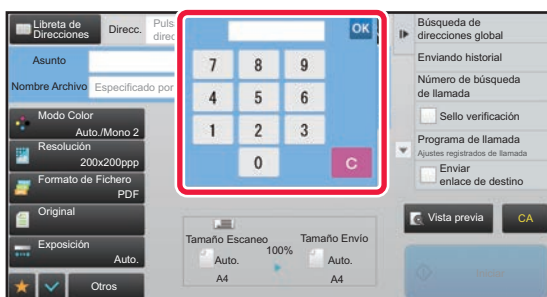 Libreta de
Direcciones
Direcc.
Puls
direc
Asunto
Nombre Archivo
Especificado por
Modo Color
Auto./Mono 2
Resolución
200x200ppp
Formato de Fichero
PDF
Original
Exposición
Auto.
Otros
OK
7 8 9
4 5 6
1 2 3
0 C
Tamaño Escaneo
100%
Tamaño Envío
Auto.
Auto.
A4
A4
Búsqueda de
direcciones global
Enviando historial
Número de búsqueda
de llamada
Sello verificación
Programa de llamada
Ajustes registrados de llamada
Enviar
enlace de destino
Vista previa
CA